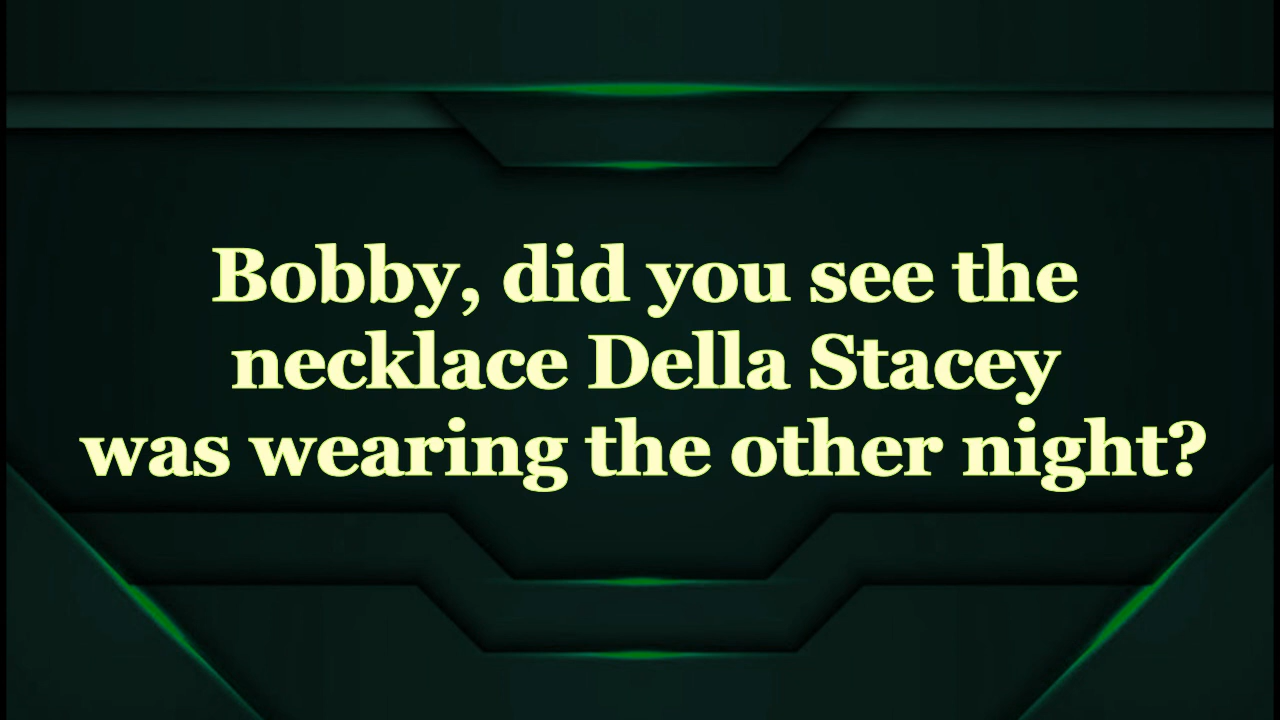 Bobby, did you see the
necklace Della Stacey
was wearing the other night?